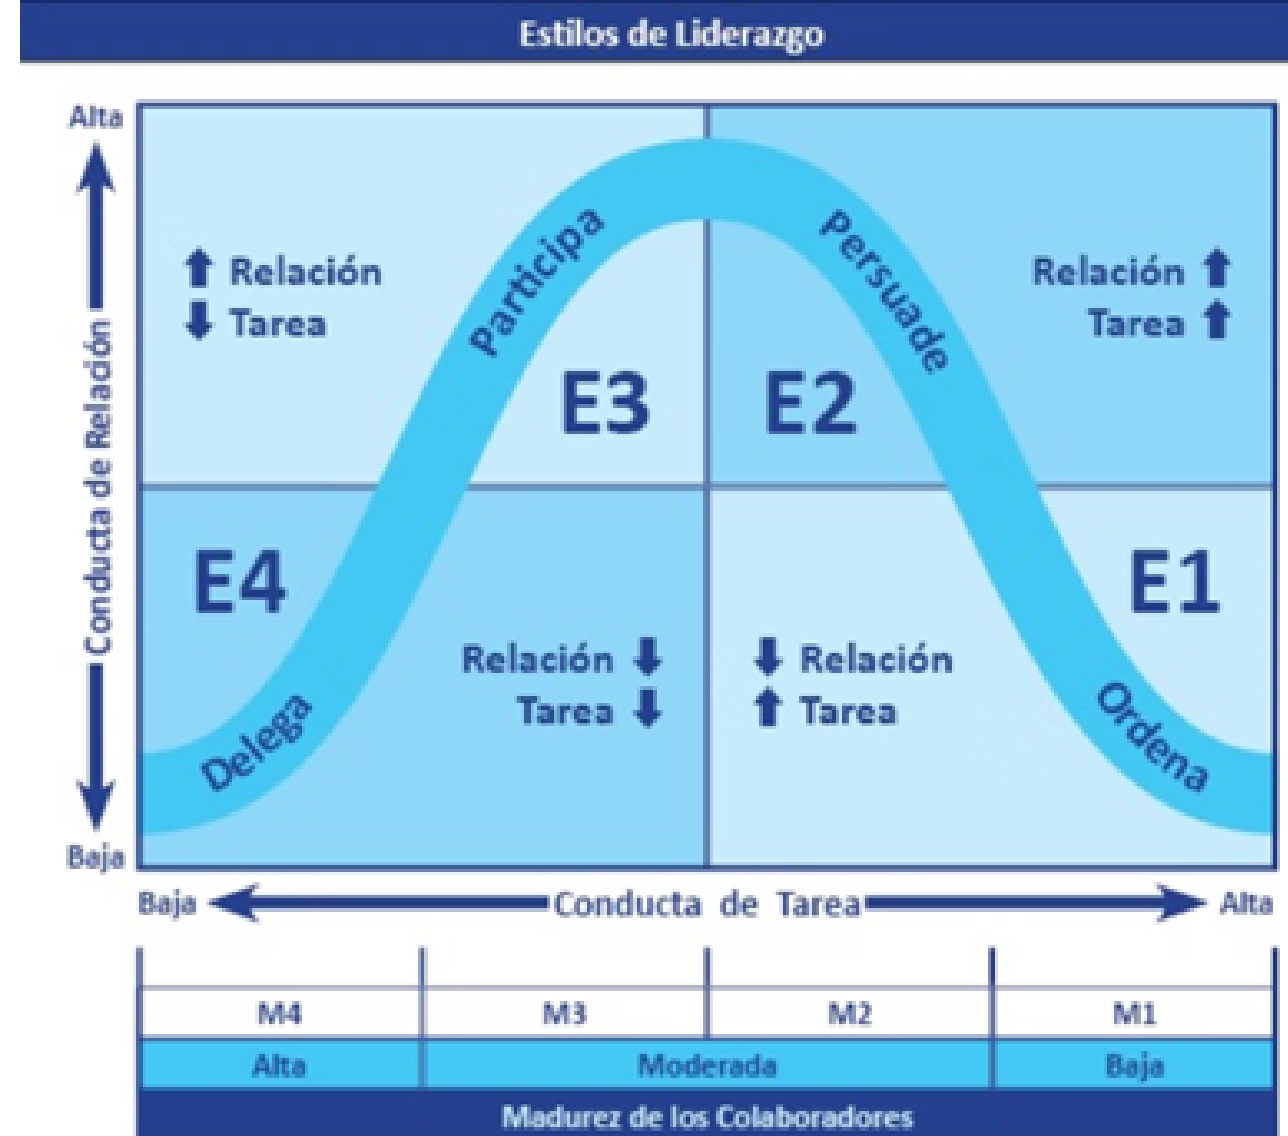 Estilos de Liderazgo
Alta
Conducta de Relación
Baja
Relación
Tarea
Participa
E3
Persuade
Relación
Tarea
E2
E4
Relación
Tarea
Delega
Relación
Tarea
E1
Ordena
Baja
Conducta de Tarea
Alta
M4 M3 M2 M1
Alta Moderada Baja
Madurez de los Colaboradores